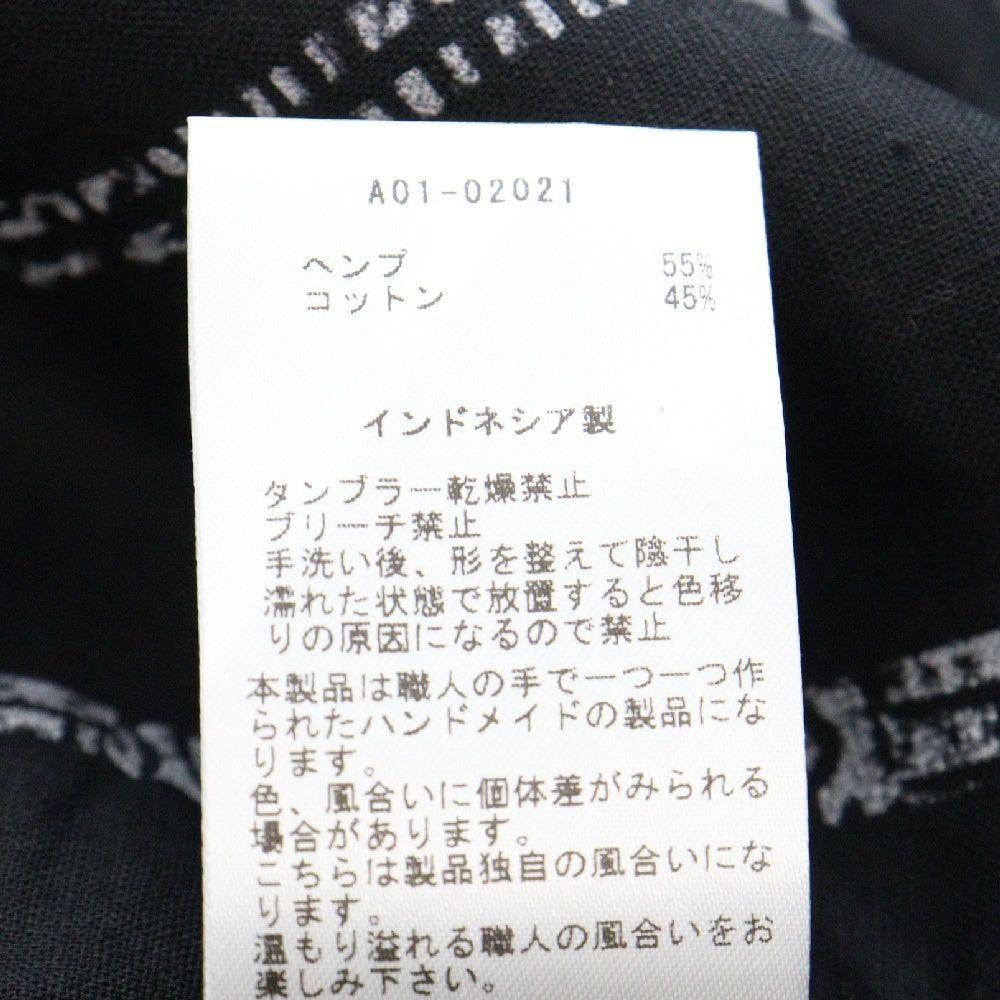 A01-02021
ヘンプ 55%
コットン 45%
インドネシア製
タンブラー乾燥禁止
ブリーチ禁止
手洗い後、形を整えて陰干し
濡れた状態で放置すると色移
りの原因になるので禁止
本製品は職人の手で一つ一つ作
られたハンドメイドの製品にな
ります。
色、風合いに個体差がみられる
場合があります。
こちらは製品独自の風合いにな
ります。
温もり溢れる職人の風合いをお
楽しみ下さい。